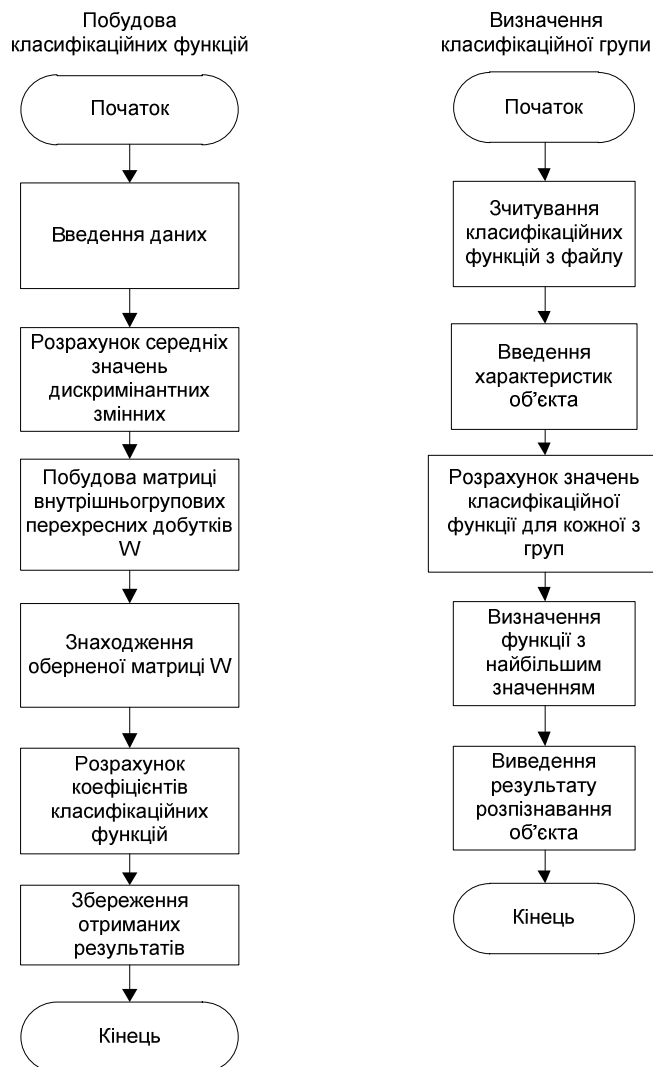 Побудова
класифікаційних функцій
Початок
Введення даних
Розрахунок середніх
значень
дискримінантних
змінних
Побудова матриці
внутрішньогрупових
перехресних добутків
W
Знаходження
оберненої матриці W
Розрахунок
коефіцієнтів
класифікаційних
функцій
Збереження
отриманих
результатів
Кінець
Визначення
класифікаційної групи
Початок
Зчитування
класифікаційних
функцій з файлу
Введення
характеристик
об’єкта
Розрахунок значень
класифікаційної
функції для кожної з
груп
Визначення
функції з
найбільшим
значенням
Виведення
результату
розпізнавання
об’єкта
Кінець